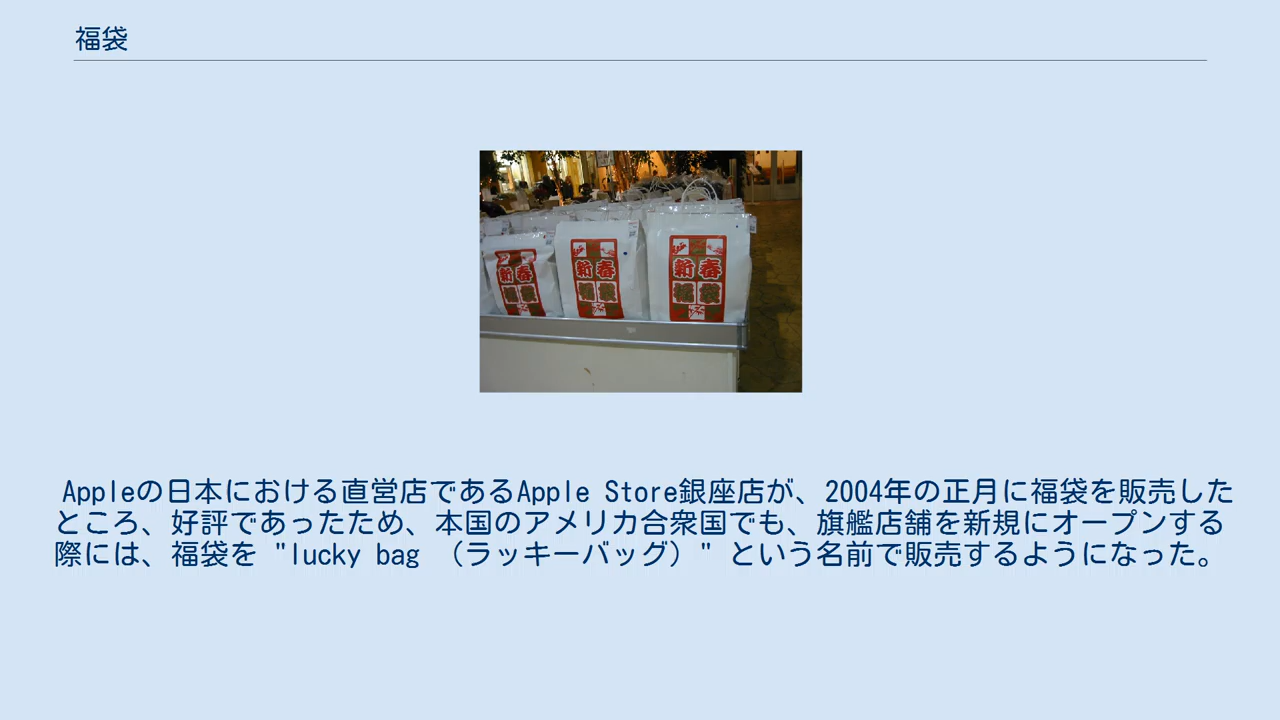 福袋
新春
福袋
新春
福袋
新春
福袋
Appleの日本における直営店であるApple Store銀座店が、2004年の正月に福袋を販売した
ところ、好評であったため、本国のアメリカ合衆国でも、旗艦店舗を新規にオープンする
際には、福袋を "lucky bag （ラッキーバッグ）" という名前で販売するようになった。